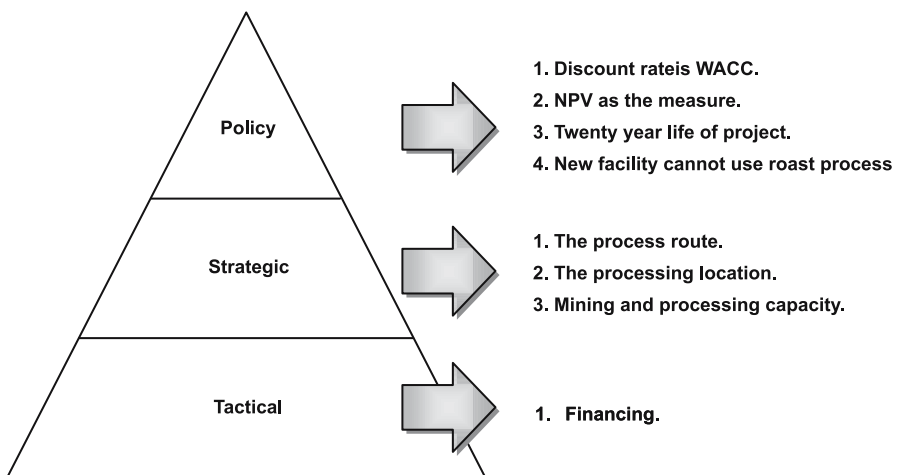 Policy
1. Discount rateis WACC.
2. NPV as the measure.
3. Twenty year life of project.
4. New facility cannot use roast process
Strategic
1. The process route.
2. The processing location.
3. Mining and processing capacity.
Tactical
1. Financing.